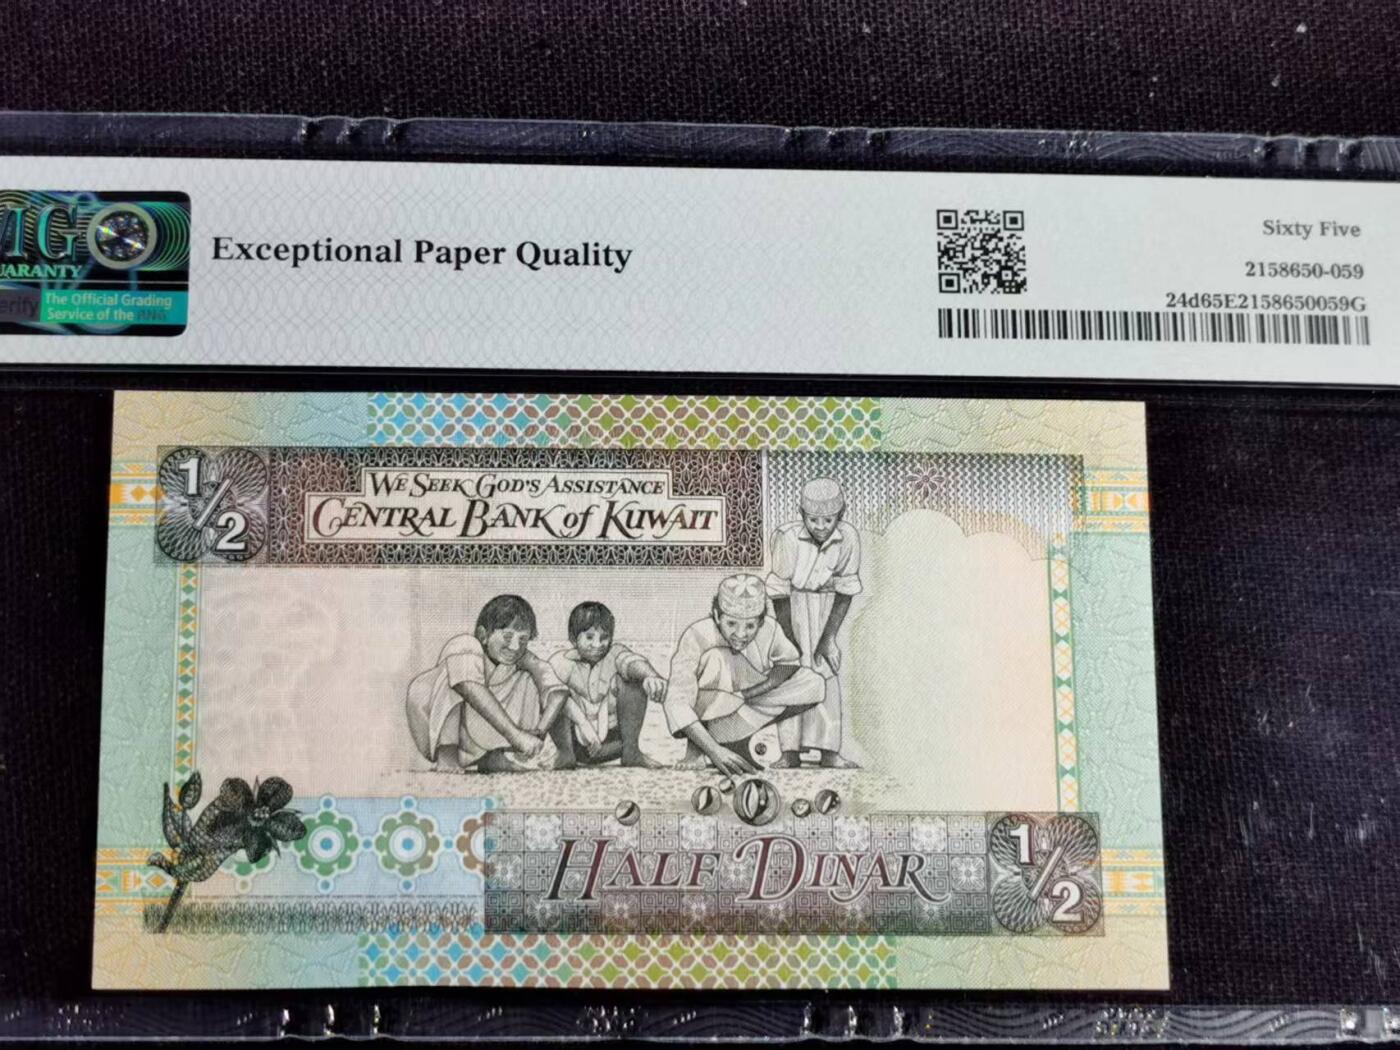 Exceptional Paper Quality
The Official Grading
Service of the ANA
Sixty Five
2158650-059
24d65E2158650059G
1/2
WE SEEK GOD'S ASSISTANCE
CENTRAL BANK of KUWAIT
HALF DINAR
1/2